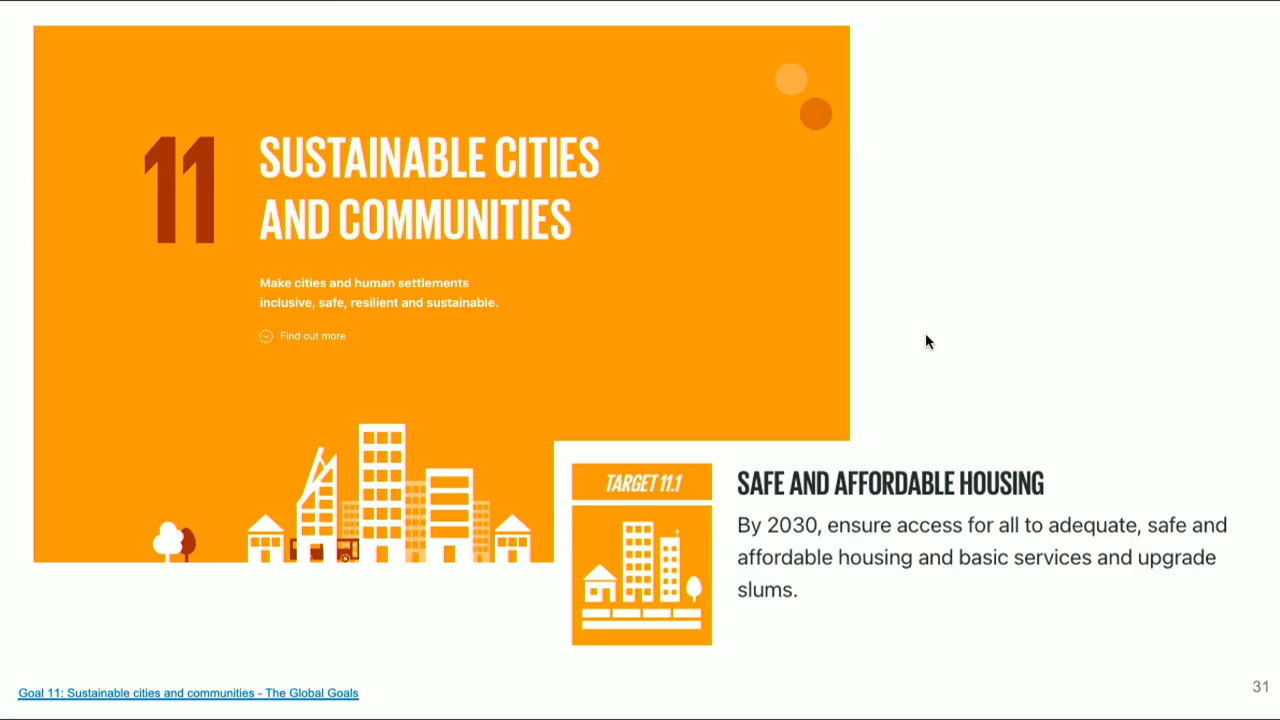 11
SUSTAINABLE CITIES
AND COMMUNITIES
Make cities and human settlements
inclusive, safe, resilient and sustainable.
Find out more
TARGET 11.1
SAFE AND AFFORDABLE HOUSING
By 2030, ensure access for all to adequate, safe and
affordable housing and basic services and upgrade
slums.
Goal 11: Sustainable cities and communities - The Global Goals
31